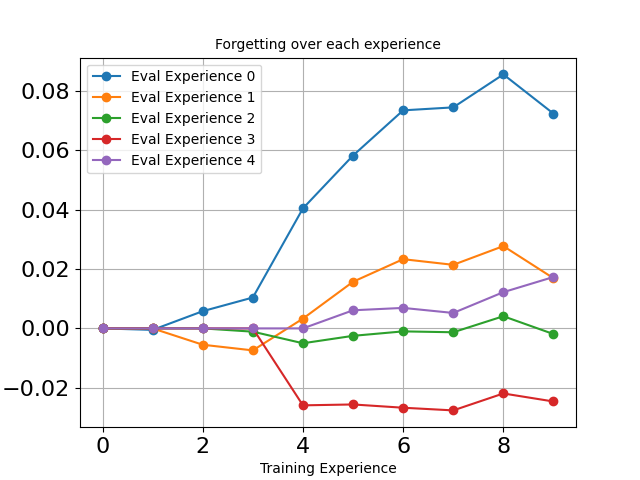 Forgetting over each experience
Eval Experience 0
Eval Experience 1
Eval Experience 2
Eval Experience 3
Eval Experience 4
0.08
0.06
0.04
0.02
0.00
−0.02
0 2 4 6 8
Training Experience